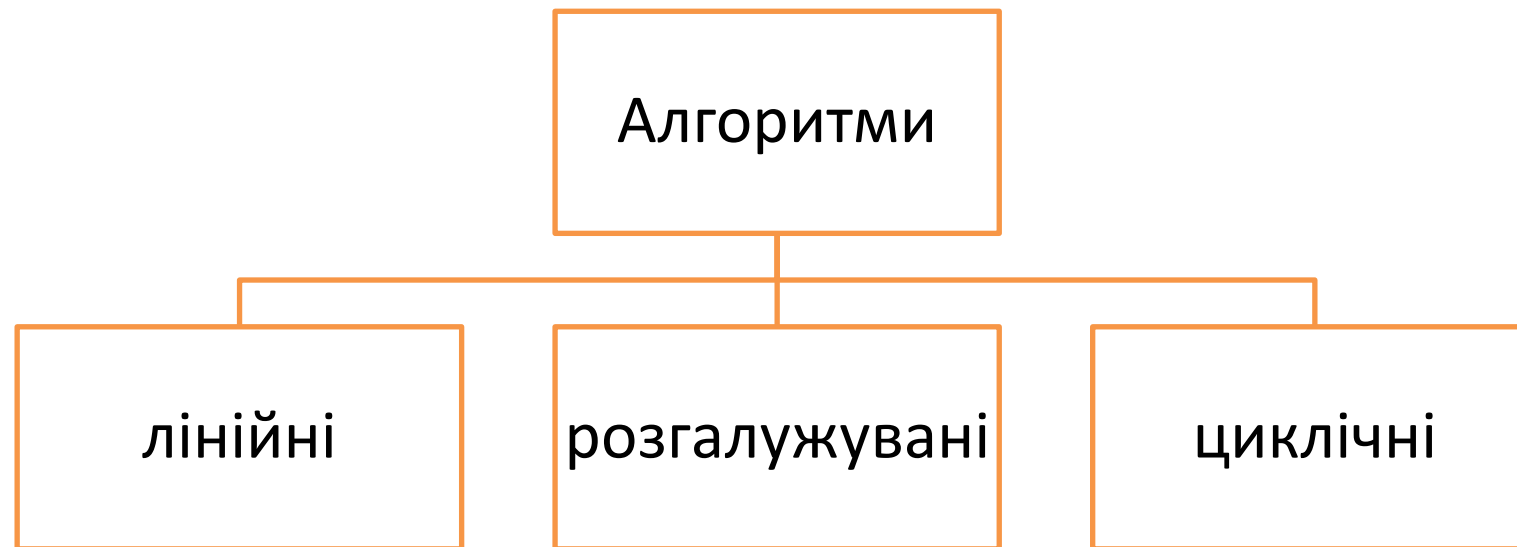 Алгоритми
лінійні
розгалужувані
циклічні